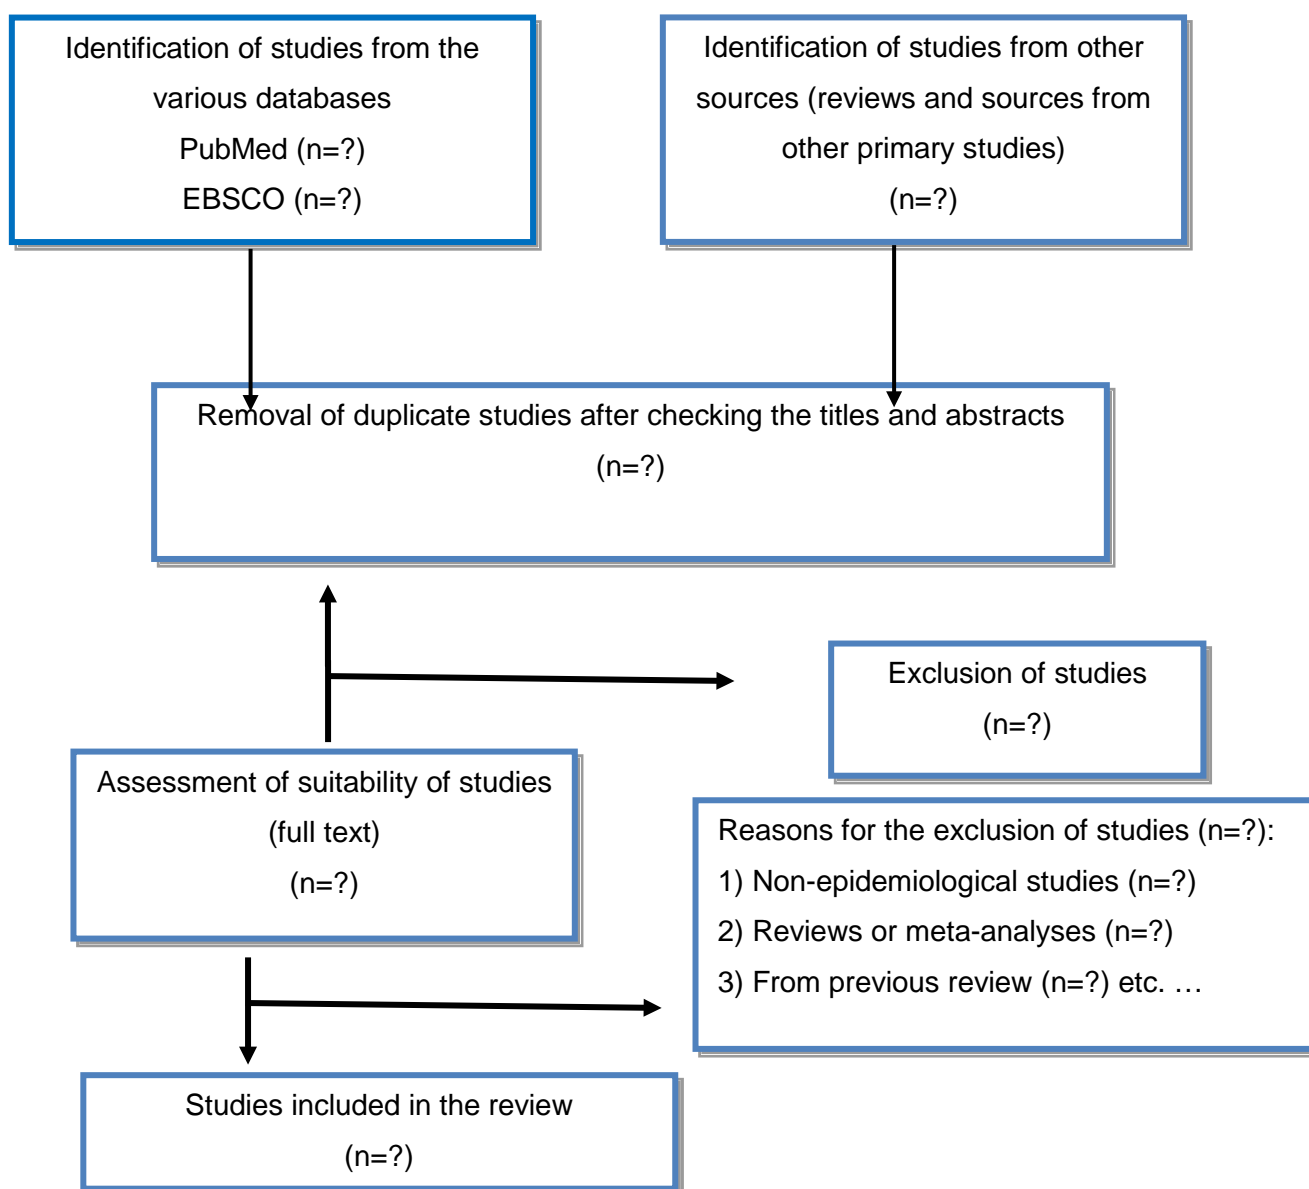 Identification of studies from the
various databases
PubMed (n=?)
EBSCO (n=?)
Identification of studies from other
sources (reviews and sources from
other primary studies)
(n=?)
Removal of duplicate studies after checking the titles and abstracts
(n=?)
Exclusion of studies
(n=?)
Assessment of suitability of studies
(full text)
(n=?)
Reasons for the exclusion of studies (n=?):
1) Non-epidemiological studies (n=?)
2) Reviews or meta-analyses (n=?)
3) From previous review (n=?) etc. …
Studies included in the review
(n=?)